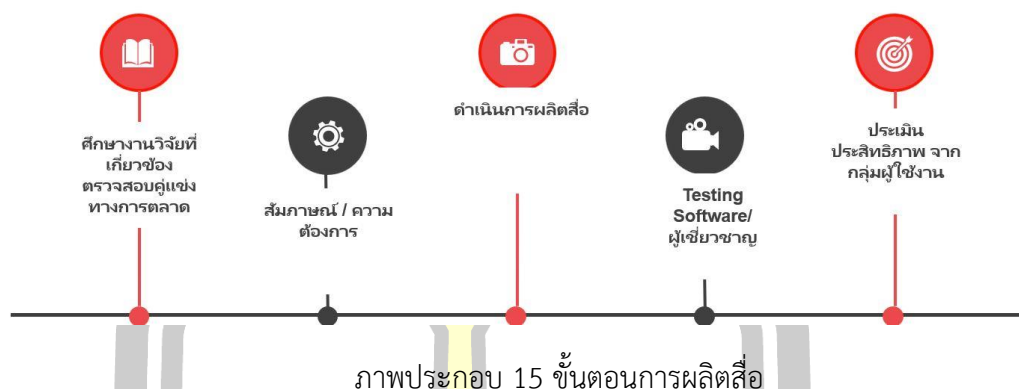 ศึกษางานวิจัยที่
เกี่ยวข้อง
ตรวจสอบคู่แข่ง
ทางการตลาด
สัมภาษณ์ / ความ
ต้องการ
ดำเนินการผลิตสื่อ
Testing
Software/
ผู้เชี่ยวชาญ
ประเมิน
ประสิทธิภาพ จาก
กลุ่มผู้ใช้งาน
ภาพประกอบ 15 ขั้นตอนการผลิตสื่อ